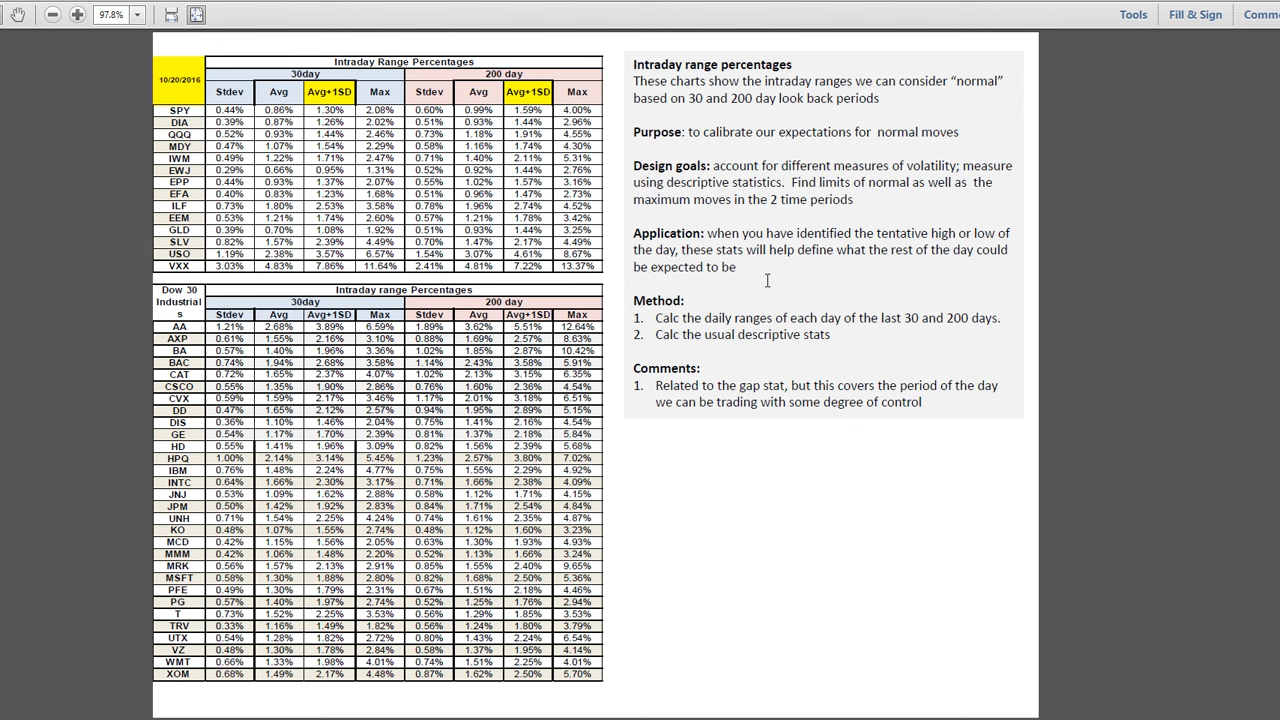 97.8%
Tools
Fill & Sign
Comme
10/20/2016
Intraday Range Percentages
30day 200 day
Stdev Avg Avg+1SD Max Stdev Avg Avg+1SD Max
SPY 0.44% 0.86% 1.30% 2.08% 0.60% 0.99% 1.59% 4.00%
DIA 0.39% 0.87% 1.26% 2.02% 0.51% 0.93% 1.44% 2.96%
QQQ 0.52% 0.93% 1.44% 2.46% 0.73% 1.18% 1.91% 4.55%
MDY 0.47% 1.07% 1.54% 2.29% 0.58% 1.16% 1.74% 4.30%
IWM 0.49% 1.22% 1.71% 2.47% 0.71% 1.40% 2.11% 5.31%
EWJ 0.29% 0.66% 0.95% 1.31% 0.52% 0.92% 1.44% 2.76%
EPP 0.44% 0.93% 1.37% 2.07% 0.55% 1.02% 1.57% 3.16%
EFA 0.40% 0.83% 1.23% 1.68% 0.51% 0.96% 1.47% 2.73%
ILF 0.73% 1.80% 2.53% 3.58% 0.78% 1.96% 2.74% 4.52%
EEM 0.53% 1.21% 1.74% 2.60% 0.57% 1.21% 1.78% 3.42%
GLD 0.39% 0.70% 1.08% 1.92% 0.51% 0.93% 1.44% 3.25%
SLV 0.82% 1.57% 2.39% 4.49% 0.70% 1.47% 2.17% 4.49%
USO 1.19% 2.38% 3.57% 6.57% 1.54% 3.07% 4.61% 8.67%
VXX 3.03% 4.83% 7.86% 11.64% 2.41% 4.81% 7.22% 13.37%
Dow 30
Industrial
s
Intraday range Percentages
30day 200 day
Stdev Avg Avg+1SD Max Stdev Avg Avg+1SD Max
AA 1.21% 2.68% 3.89% 6.59% 1.89% 3.62% 5.51% 12.64%
AXP 0.61% 1.55% 2.16% 3.10% 0.88% 1.69% 2.57% 8.63%
BA 0.57% 1.40% 1.96% 3.36% 1.02% 1.85% 2.87% 10.42%
BAC 0.74% 1.94% 2.68% 3.58% 1.14% 2.43% 3.58% 5.91%
CAT 0.72% 1.65% 2.37% 4.07% 1.02% 2.13% 3.15% 6.35%
CSCO 0.55% 1.35% 1.90% 2.86% 0.76% 1.60% 2.36% 4.54%
CVX 0.59% 1.59% 2.17% 3.46% 1.17% 2.01% 3.18% 6.51%
DD 0.47% 1.65% 2.12% 2.57% 0.94% 1.95% 2.89% 5.15%
DIS 0.36% 1.10% 1.46% 2.04% 0.75% 1.41% 2.16% 4.54%
GE 0.54% 1.17% 1.70% 2.39% 0.81% 1.37% 2.18% 5.84%
HD 0.55% 1.41% 1.96% 3.09% 0.82% 1.56% 2.39% 5.68%
HPQ 1.00% 2.14% 3.14% 5.45% 1.23% 2.57% 3.80% 7.02%
IBM 0.76% 1.48% 2.24% 4.77% 0.75% 1.55% 2.29% 4.92%
INTC 0.64% 1.66% 2.30% 3.17% 0.71% 1.66% 2.38% 4.09%
JNJ 0.53% 1.09% 1.62% 2.88% 0.58% 1.12% 1.71% 4.15%
JPM 0.50% 1.42% 1.92% 2.83% 0.84% 1.71% 2.54% 4.84%
UNH 0.71% 1.54% 2.25% 4.24% 0.74% 1.61% 2.35% 4.87%
KO 0.48% 1.07% 1.55% 2.74% 0.48% 1.12% 1.60% 3.23%
MCD 0.42% 1.15% 1.56% 2.05% 0.63% 1.30% 1.93% 4.93%
MMM 0.42% 1.06% 1.48% 2.20% 0.52% 1.13% 1.66% 3.24%
MRK 0.56% 1.57% 2.13% 2.91% 0.85% 1.55% 2.40% 9.65%
MSFT 0.58% 1.30% 1.88% 2.80% 0.82% 1.68% 2.50% 5.36%
PFE 0.49% 1.30% 1.79% 2.31% 0.67% 1.51% 2.18% 4.46%
PG 0.57% 1.40% 1.97% 2.74% 0.52% 1.25% 1.76% 2.94%
T 0.73% 1.52% 2.25% 3.53% 0.56% 1.29% 1.85% 3.53%
TRV 0.33% 1.16% 1.49% 1.82% 0.56% 1.24% 1.80% 3.79%
UTX 0.54% 1.28% 1.82% 2.72% 0.80% 1.43% 2.24% 6.54%
VZ 0.48% 1.30% 1.78% 2.84% 0.58% 1.37% 1.95% 4.14%
WMT 0.66% 1.33% 1.98% 4.01% 0.74% 1.51% 2.25% 4.01%
XOM 0.68% 1.49% 2.17% 4.48% 0.87% 1.62% 2.50% 5.70%
Intraday range percentages
These charts show the intraday ranges we can consider “normal”
based on 30 and 200 day look back periods
Purpose: to calibrate our expectations for normal moves
Design goals: account for different measures of volatility; measure
using descriptive statistics. Find limits of normal as well as the
maximum moves in the 2 time periods
Application: when you have identified the tentative high or low of
the day, these stats will help define what the rest of the day could
be expected to be
Method:
1. Calc the daily ranges of each day of the last 30 and 200 days.
2. Calc the usual descriptive stats
Comments:
1. Related to the gap stat, but this covers the period of the day
we can be trading with some degree of control